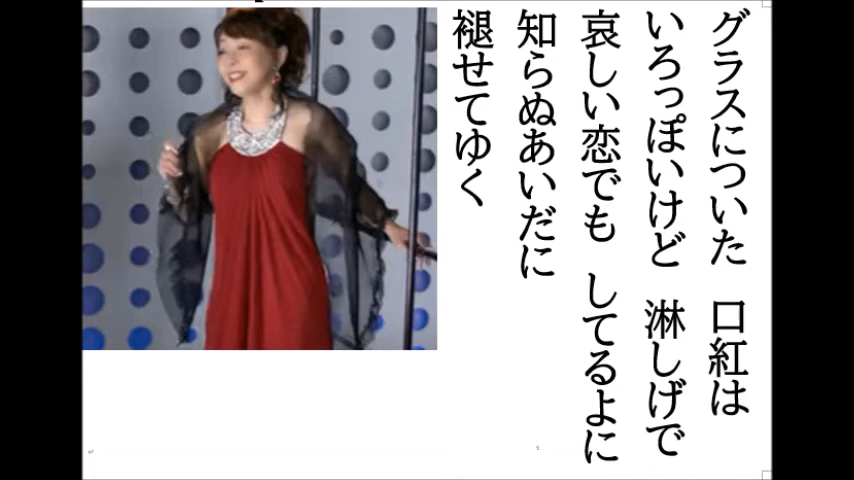 グラスについた　口紅は
いろっぽいけど　淋しげで
哀しい恋でも　してるよに
知らぬあいだに
褪せてゆく